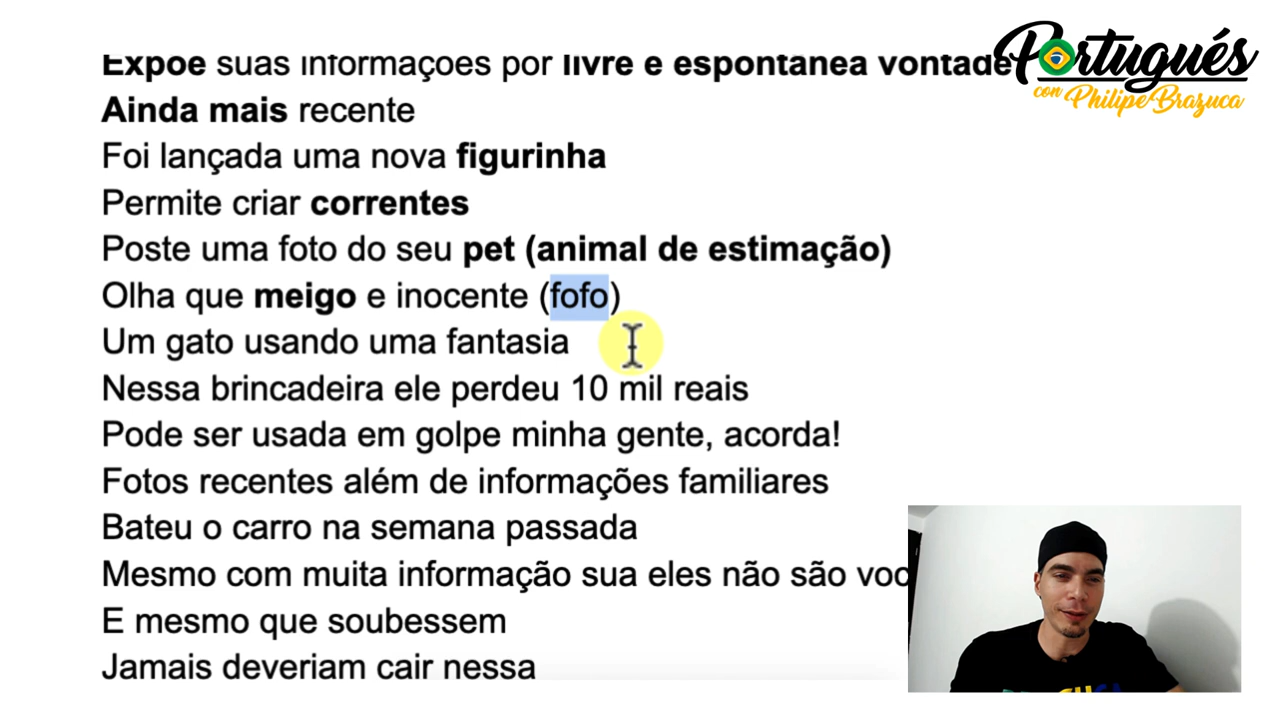 Expõe suas informações por livre e espontânea vontade
Ainda mais recente
Foi lançada uma nova figurinha
Permite criar correntes
Poste uma foto do seu pet (animal de estimação)
Olha que meigo e inocente (fofo)
Um gato usando uma fantasia
Nessa brincadeira ele perdeu 10 mil reais
Pode ser usada em golpe minha gente, acorda!
Fotos recentes além de informações familiares
Bateu o carro na semana passada
Mesmo com muita informação sua eles não são voc
E mesmo que soubessem
Jamais deveriam cair nessa
Portugués
con Philipe Brazuca